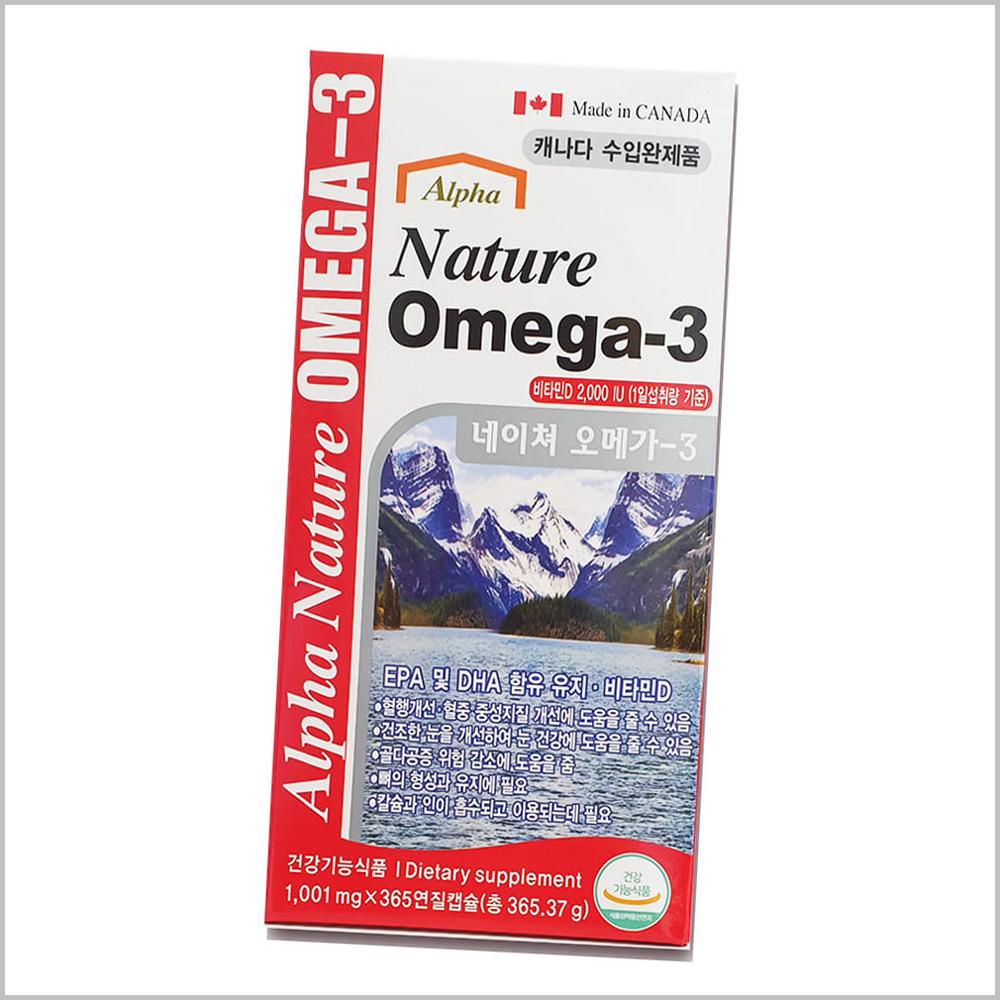 Alpha Nature OMEGA-3
Made in CANADA
캐나다 수입완제품
Alpha
Nature
Omega-3
비타민D 2,000 IU (1일섭취량 기준)
네이쳐 오메가-3
EPA 및 DHA 함유 유지·비타민D
•혈행개선·혈중 중성지질 개선에 도움을 줄 수 있음
•건조한 눈을 개선하여 눈 건강에 도움을 줄 수 있음
•골다공증 위험 감소에 도움을 줌
•뼈의 형성과 유지에 필요
•칼슘과 인이 흡수되고 이용되는데 필요
건강기능식품 | Dietary supplement
1,001 mg×365연질캡슐(총 365.37 g)
건강
기능식품
식품의약품안전처